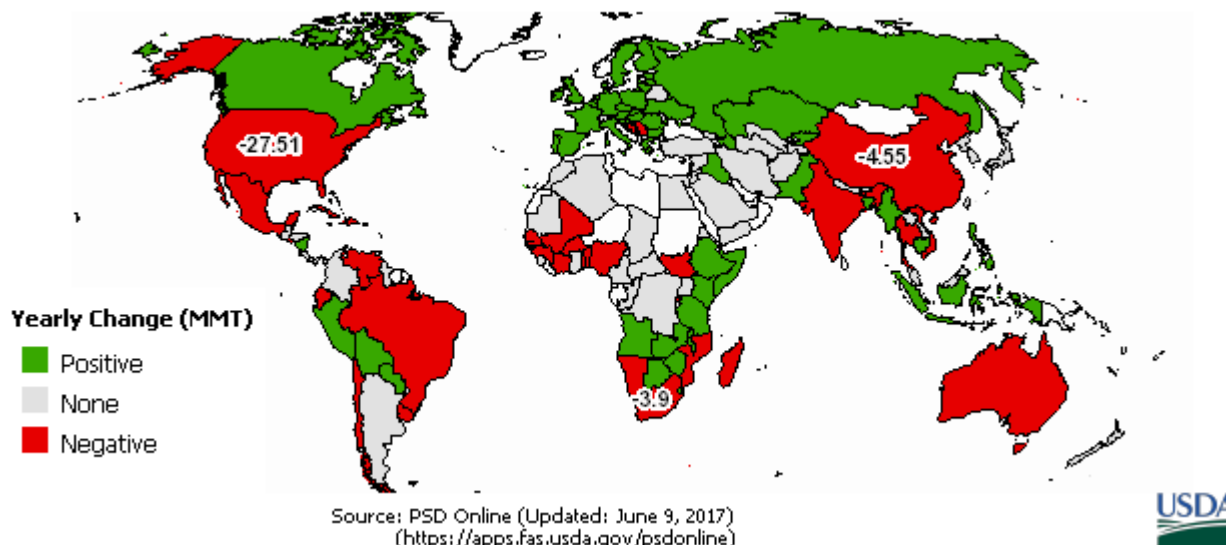 -27.51
-4.55
-3.9
Yearly Change (MMT)
Positive
None
Negative
Source: PSD Online (Updated: June 9, 2017)
(https://apps.fas.usda.gov/psdonline)
USDA